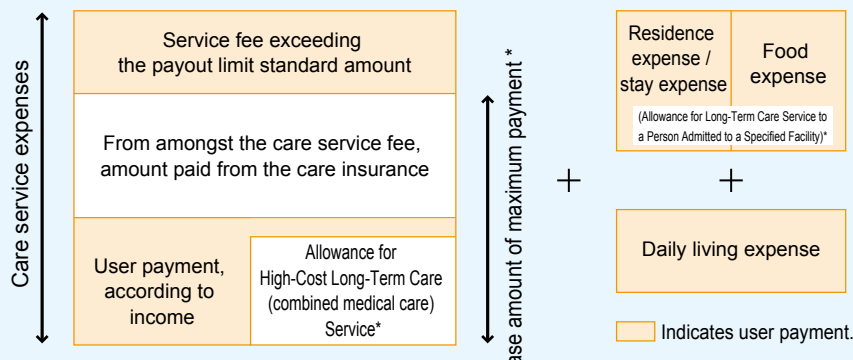 Care service expenses
Service fee exceeding
the payout limit standard amount
From amongst the care service fee,
amount paid from the care insurance
User payment,
according to
income
Allowance for
High-Cost Long-Term Care
(combined medical care)
Service*
amount of maximum payment *
+
Residence
expense /
stay expense
Food
expense
(Allowance for Long-Term Care Service to
a Person Admitted to a Specified Facility)*
+
Daily living expense
Indicates user payment.